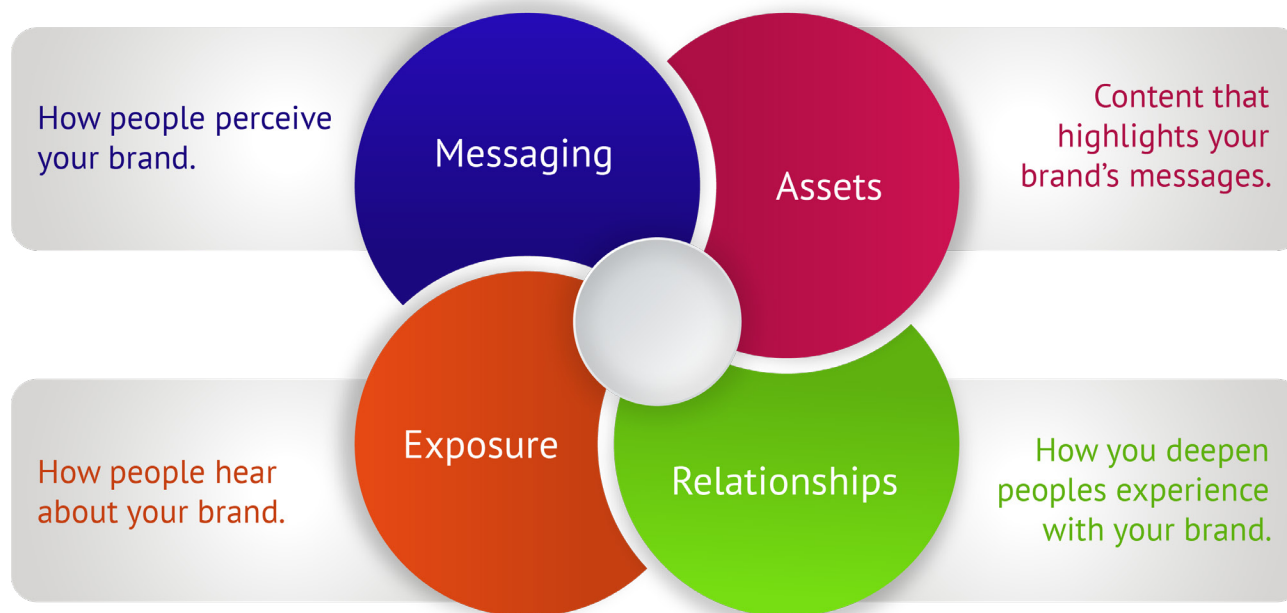 How people perceive
your brand.
Messaging
Assets
Content that
highlights your
brand’s messages.
How people hear
about your brand.
Exposure
Relationships
How you deepen
peoples experience
with your brand.